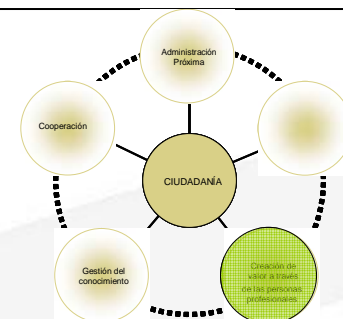 Administración
Próxima
Cooperación
CIUDADANÍA
Gestión del
conocimiento
Creación de
valor a través
de las personas
profesionales